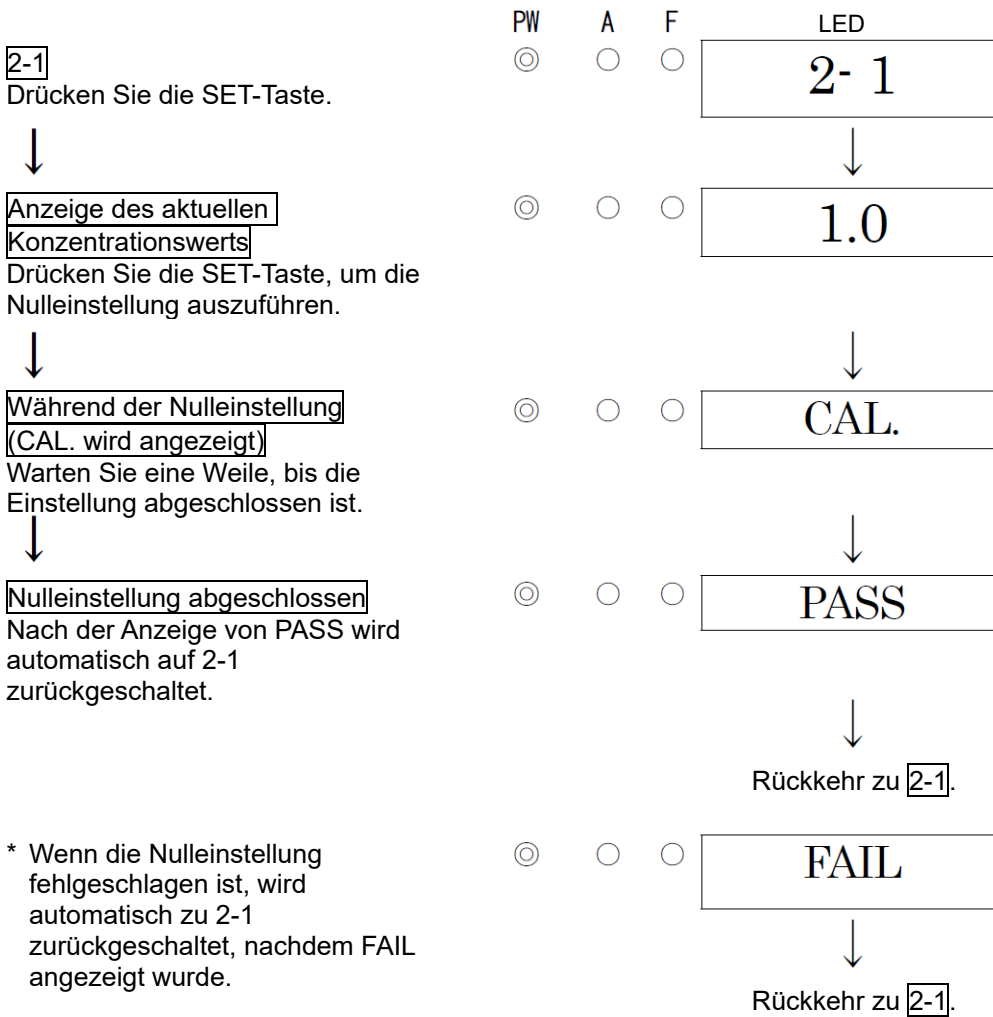 PW A F LED
2-1
2- 1
Drücken Sie die SET-Taste.
Anzeige des aktuellen
Konzentrationswerts
1.0
Drücken Sie die SET-Taste, um die
Nulleinstellung auszuführen.
Während der Nulleinstellung
(CAL. wird angezeigt)
CAL.
Warten Sie eine Weile, bis die
Einstellung abgeschlossen ist.
Nulleinstellung abgeschlossen
PASS
Nach der Anzeige von PASS wird
automatisch auf 2-1
zurückgeschaltet.
Rückkehr zu 2-1.
* Wenn die Nulleinstellung
fehlgeschlagen ist, wird
automatisch zu 2-1
zurückgeschaltet, nachdem FAIL
angezeigt wurde.
FAIL
Rückkehr zu 2-1.